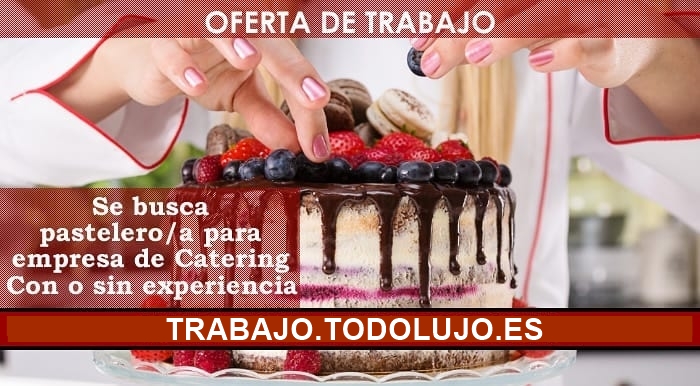 OFERTA DE TRABAJO
Se busca
pastelero/a para
empresa de Catering
Con o sin experiencia
TRABAJO.TODOLUJO.ES